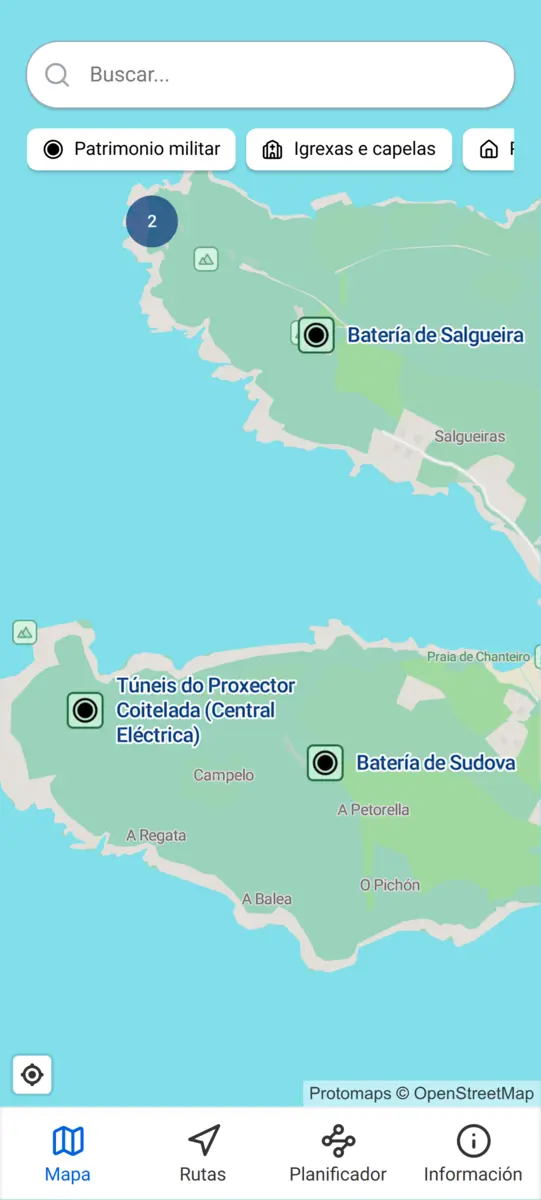 Buscar...
Patrimonio militar
Igrexas e capelas
2
Batería de Salgueira
Salgueiras
Praia de Chanteiro
Túneis do Proxector
Coitelada (Central
Eléctrica)
Batería de Sudova
Campelo
A Petorella
A Regata
O Pichón
A Balea
Protomaps © OpenStreetMap
Mapa
Rutas
Planificador
Información